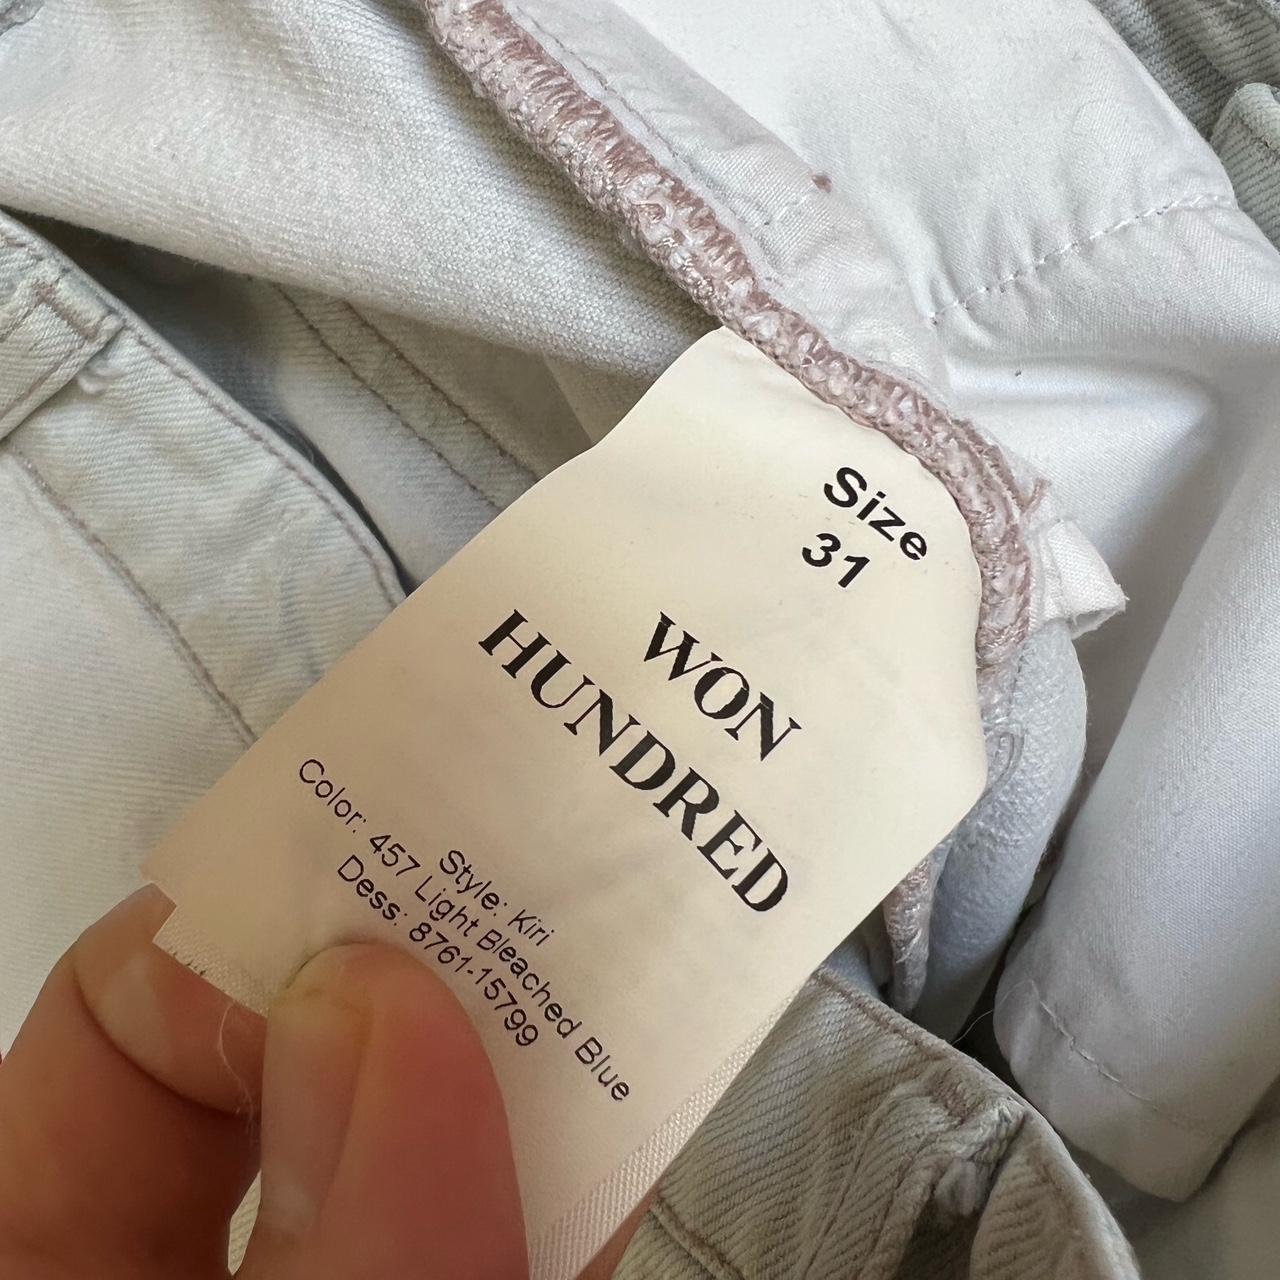 Size
31
WON
HUNDRED
Style: Kiri
Color: 457 Light Bleached Blue
Dess: 8761-15799